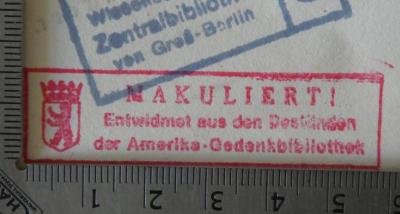 Zentralbiblioth
von Groß-Berlin
MAKULIERT!
Entwidmet aus den Beständen
der Amerika-Gedenkbibliothek
1 2 3 4 5